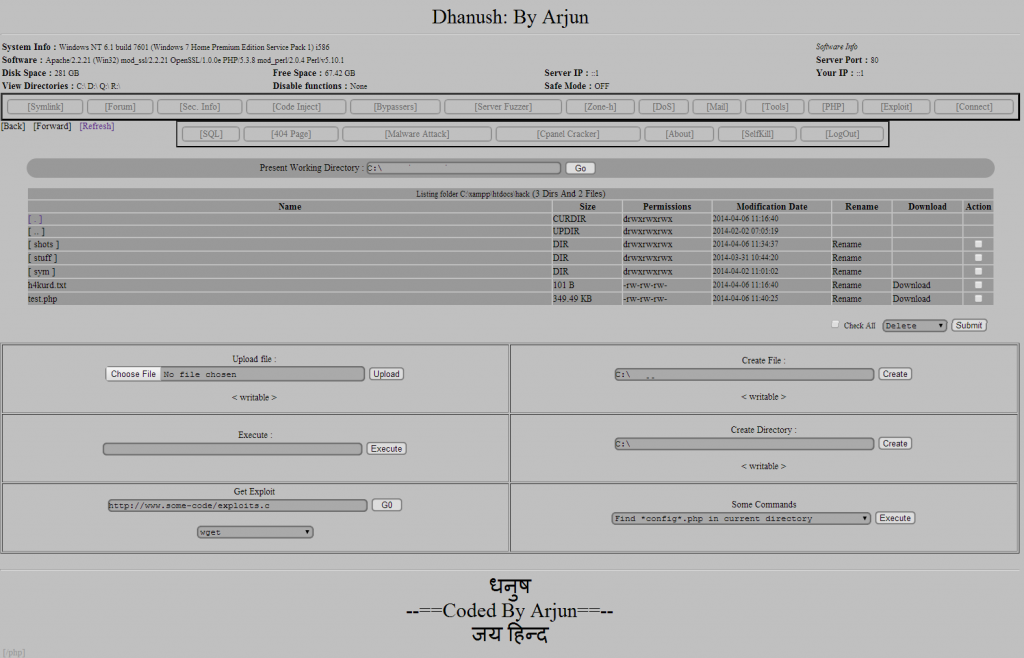 Dhanush: By Arjun
System Info : Windows NT 6.1 build 7601 (Windows 7 Home Premium Edition Service Pack 1) i586
Software Info
Software : Apache/2.2.21 (Win32) mod_ssl/2.2.21 OpenSSL/1.0.0e PHP/5.3.8 mod_perl/2.0.4 Perl/v5.10.1
Server Port : 80
Disk Space : 281 GB Free Space : 67.42 GB Server IP : ::1 Your IP : ::1
View Directories : C:\ D:\ Q:\ R:\ Disable functions : None Safe Mode : OFF
[Symlink] [Forum] [Sec. Info] [Code Inject] [Bypassers] [Server Fuzzer] [Zone-h] [DoS] [Mail] [Tools] [PHP] [Exploit] [Connect]
[Back] [Forward] [Refresh]
[SQL] [404 Page] [Malware Attack] [Cpanel Cracker] [About] [SelfKill] [LogOut]
Present Working Directory : C:\ Go
Listing folder C:\xampp\htdocs\hack (3 Dirs And 2 Files)
Name Size Permissions Modification Date Rename Download Action
[ . ] CURDIR drwxrwxrwx 2014-04-06 11:16:40
[ .. ] UPDIR drwxrwxrwx 2014-02-02 07:05:19
[ shots ] DIR drwxrwxrwx 2014-04-06 11:34:37 Rename
[ stuff ] DIR drwxrwxrwx 2014-03-31 10:44:20 Rename
[ sym ] DIR drwxrwxrwx 2014-04-02 11:01:02 Rename
h4kurd.txt 101 B -rw-rw-rw- 2014-04-06 11:16:40 Rename Download
test.php 349.49 KB -rw-rw-rw- 2014-04-06 11:40:25 Rename Download
Check All Delete Submit
Upload file :
Choose File No file chosen Upload
< writable >
Create File :
C:\ Create
< writable >
Execute :
Execute
Create Directory :
C:\ Create
< writable >
Get Exploit
http://www.some-code/exploits.c G0
wget
Some Commands
Find *config*.php in current directory Execute
धनुष
--==Coded By Arjun==--
जय हिन्द
[-php]